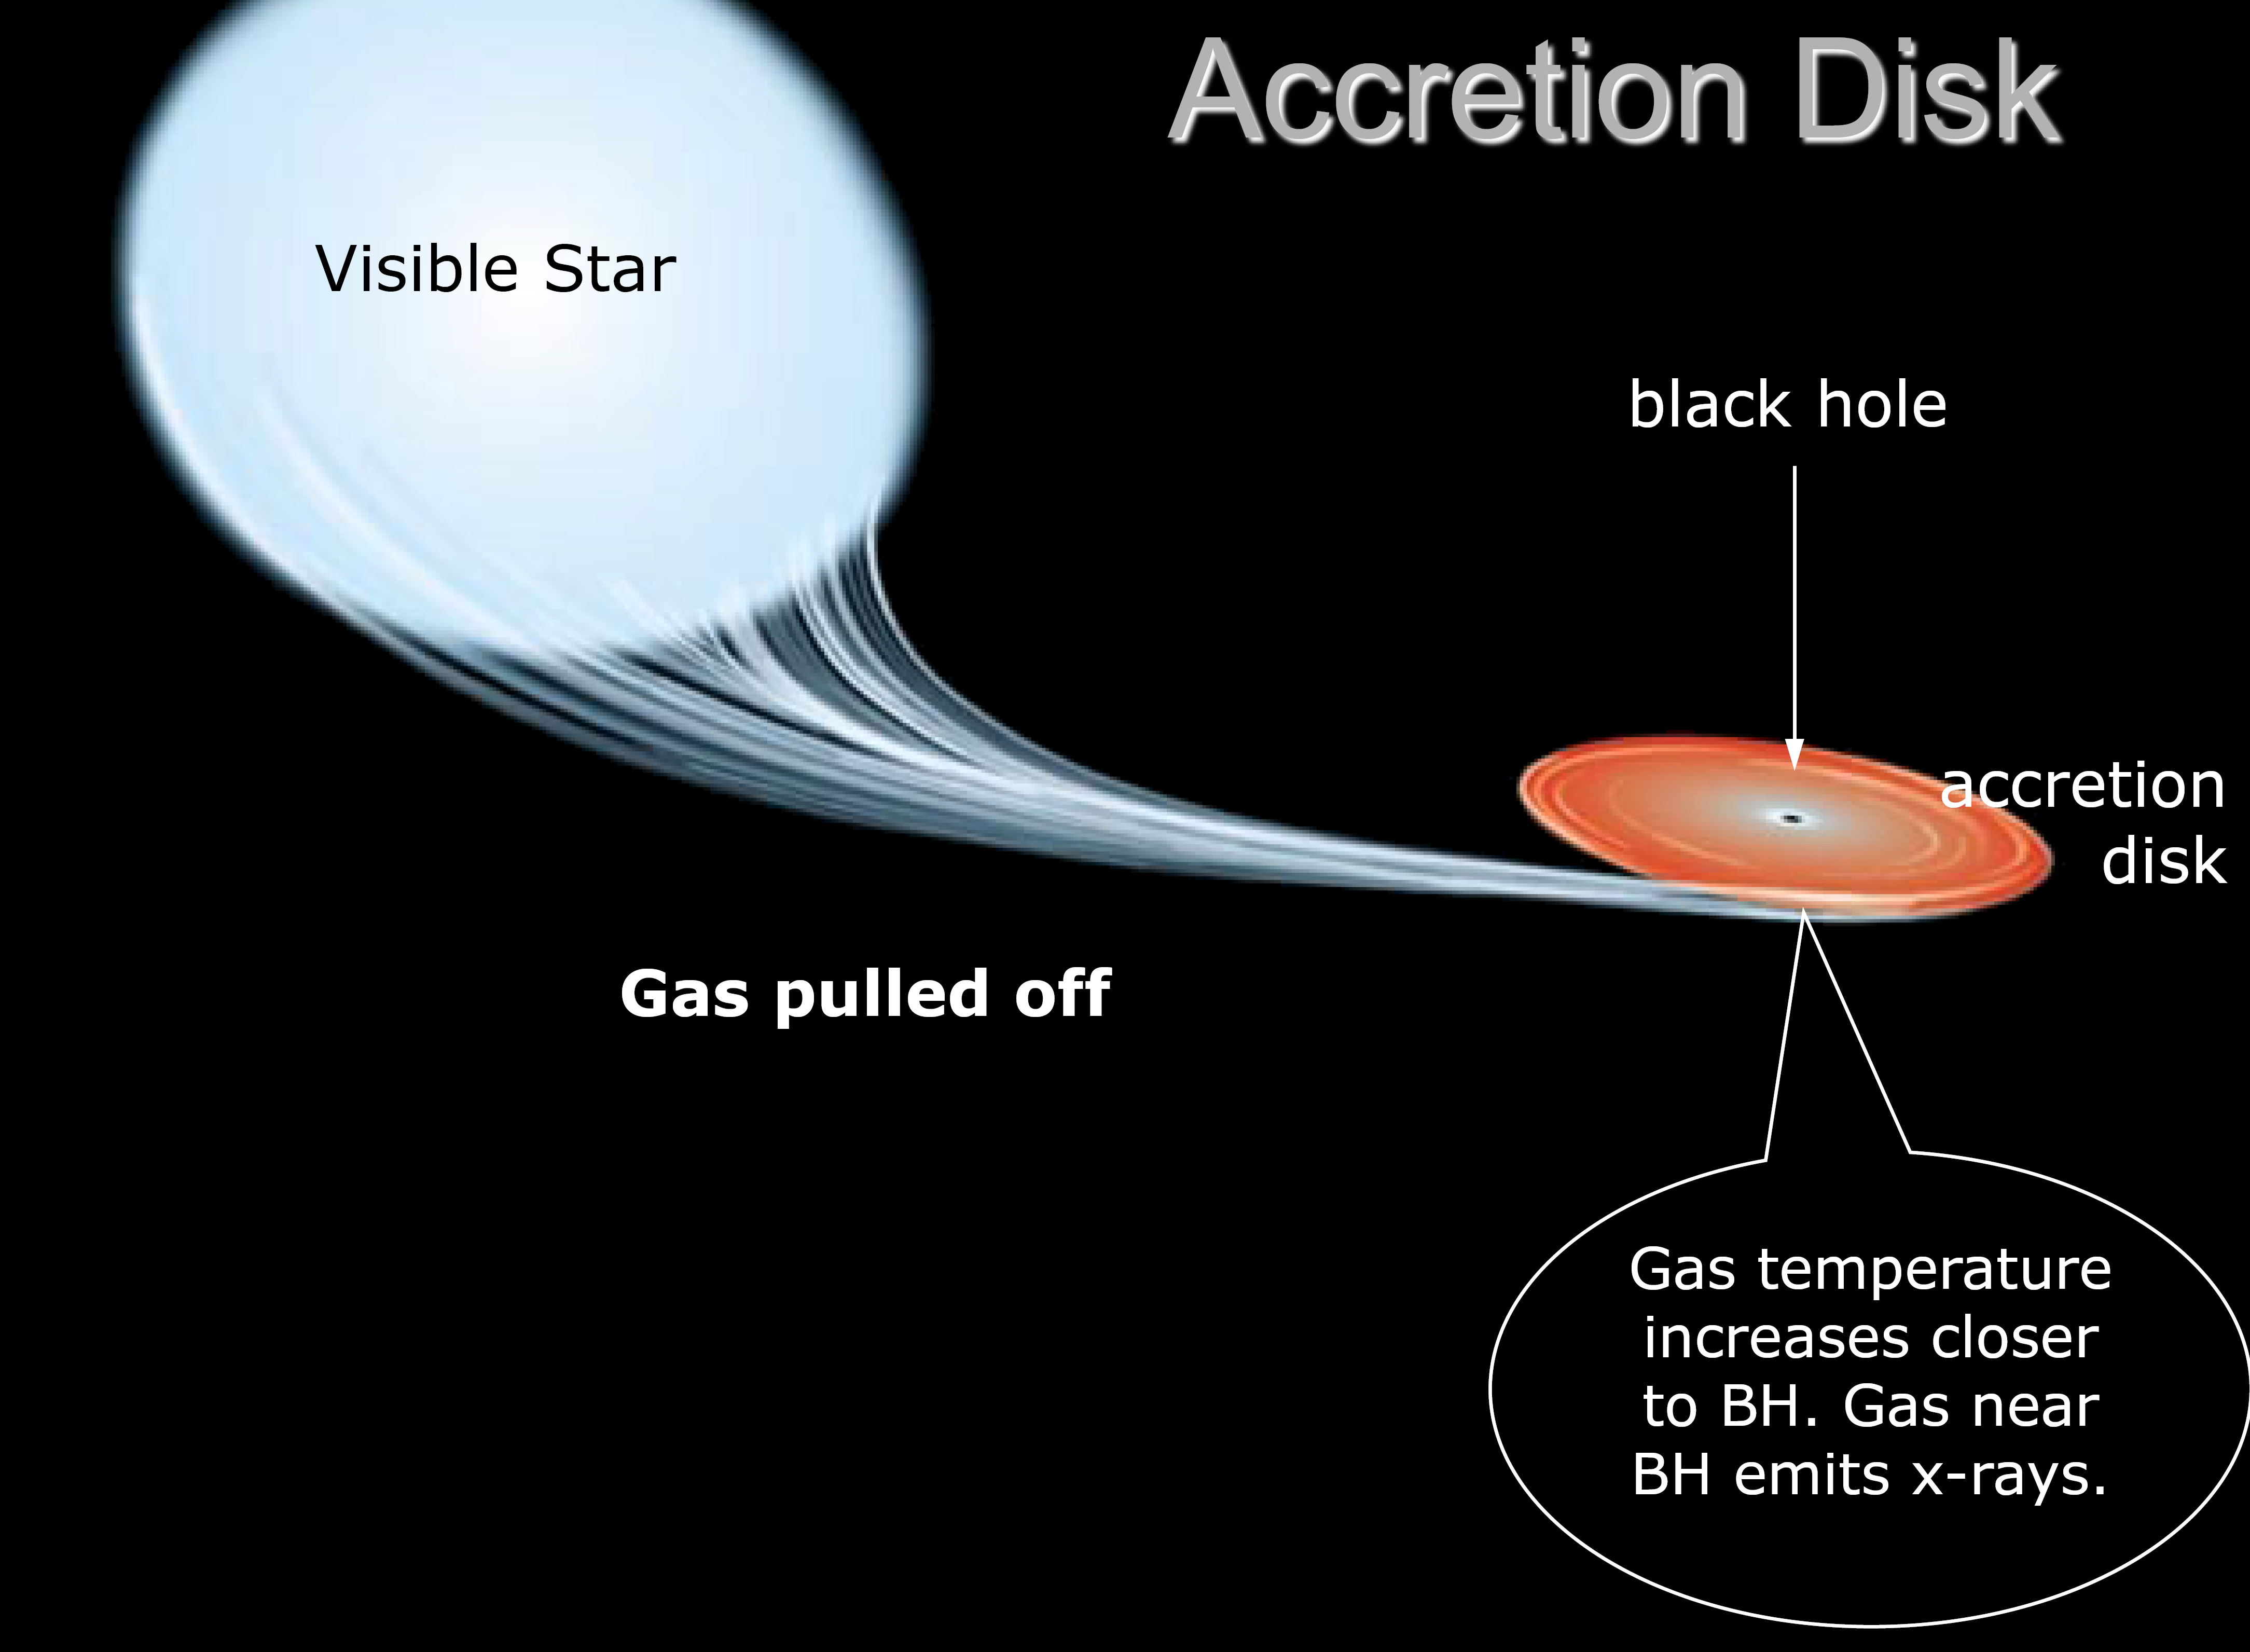 Accretion Disk
Visible Star
black hole
accretion
disk
Gas pulled off
Gas temperature
increases closer
to BH. Gas near
BH emits x-rays.